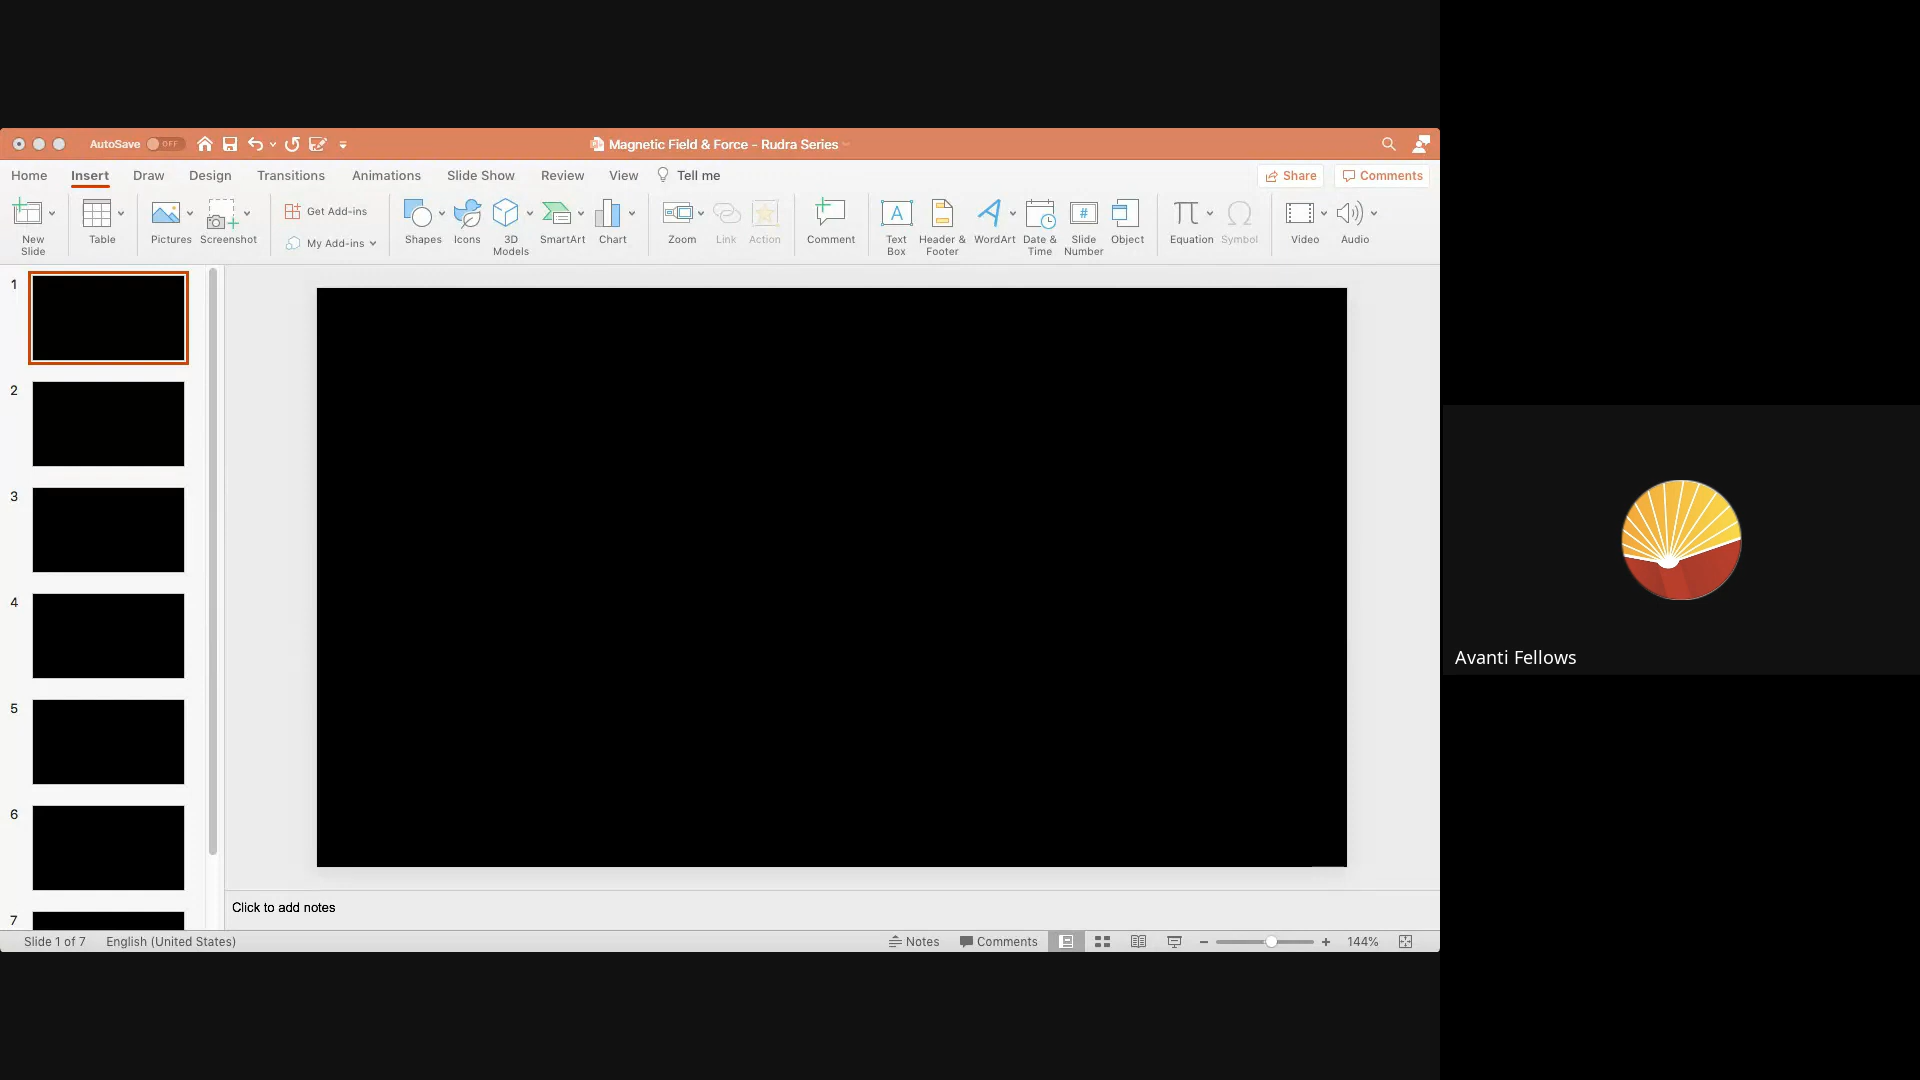 AutoSave OFF
Magnetic Field & Force - Rudra Series
Home Insert Draw Design Transitions Animations Slide Show Review View Tell me
Share Comments
New Slide
Table
Pictures
Screenshot
Get Add-ins
My Add-ins
Shapes
Icons
3D Models
SmartArt
Chart
Zoom
Link
Action
Comment
Text Box
Header & Footer
WordArt
Date & Time
Slide Number
Object
Equation
Symbol
Video
Audio
1
2
3
4
5
6
7
Click to add notes
Slide 1 of 7 English (United States)
Notes Comments 144%
Avanti Fellows